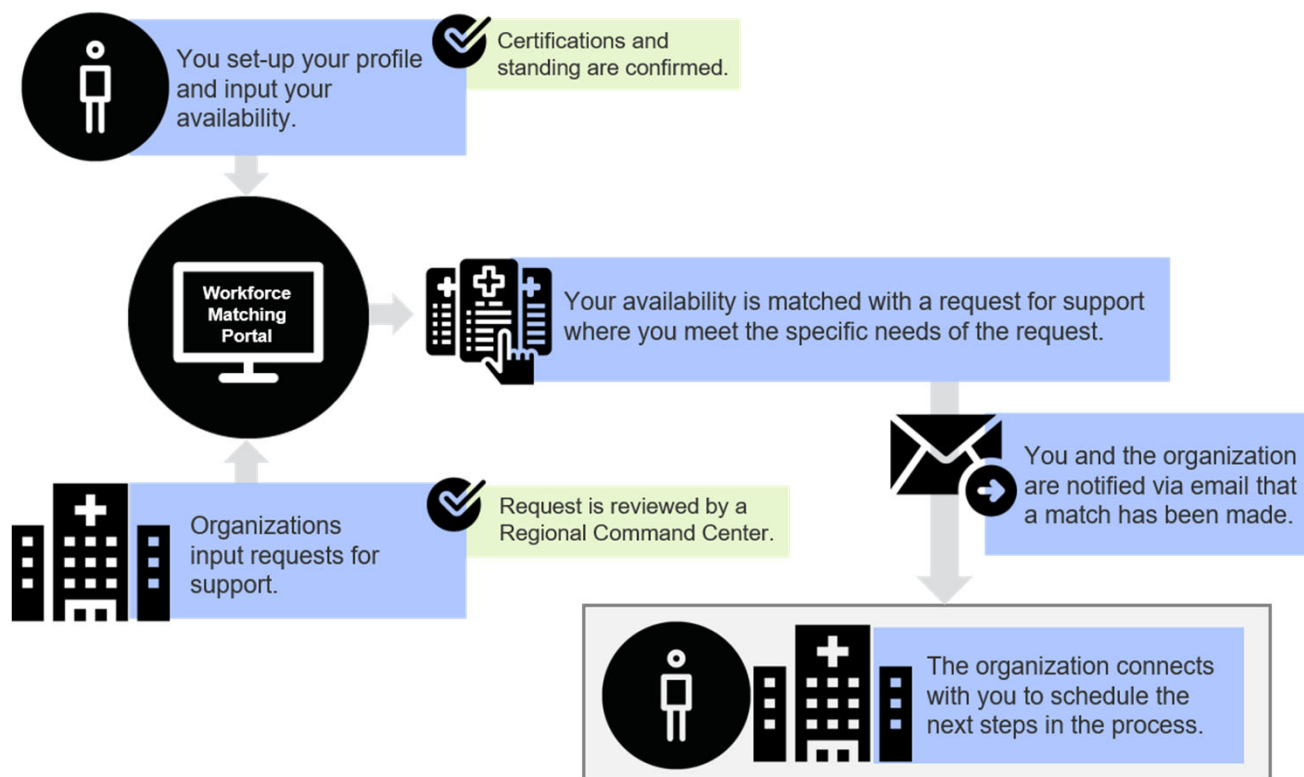 You set-up your profile
and input your
availability.
Certifications and
standing are confirmed.
Workforce
Matching
Portal
Your availability is matched with a request for support
where you meet the specific needs of the request.
You and the organization
are notified via email that
a match has been made.
Organizations
input requests for
support.
Request is reviewed by a
Regional Command Center.
The organization connects
with you to schedule the
next steps in the process.